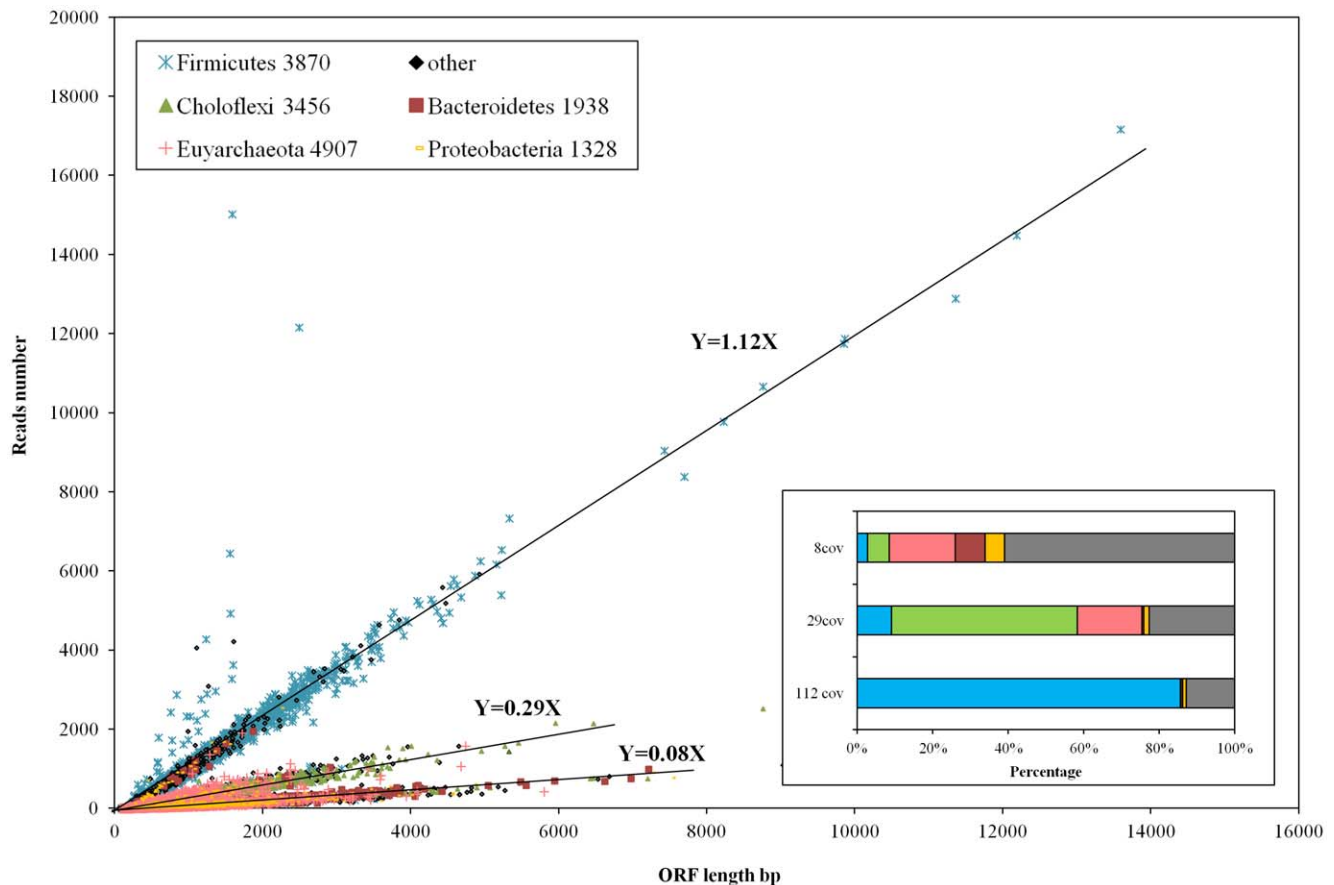 20000
18000
16000
14000
12000
10000
8000
6000
4000
2000
0
Reads number
Firmicutes 3870
other
Choloflexi 3456
Bacteroidetes 1938
Euyarchaeota 4907
Proteobacteria 1328
Y=1.12X
Y=0.29X
Y=0.08X
8cov
29cov
112 cov
0%
20%
40%
60%
80%
100%
Percentage
0
2000
4000
6000
8000
10000
12000
14000
16000
ORF length bp